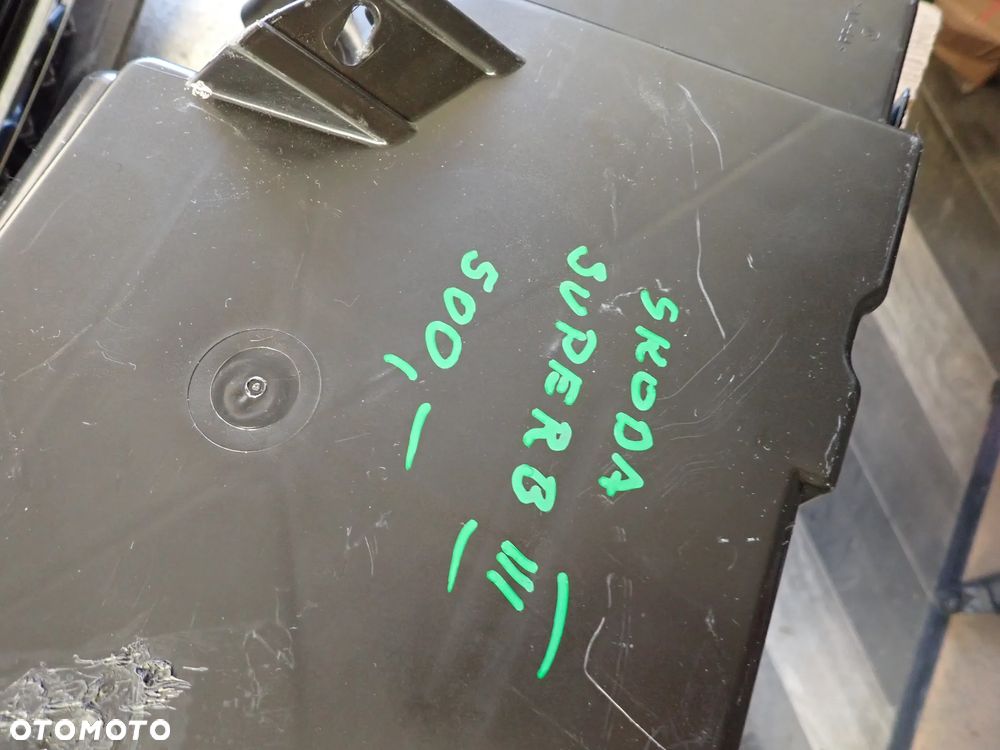 SKODA
SUPERB III
500,-
OTOMOTO